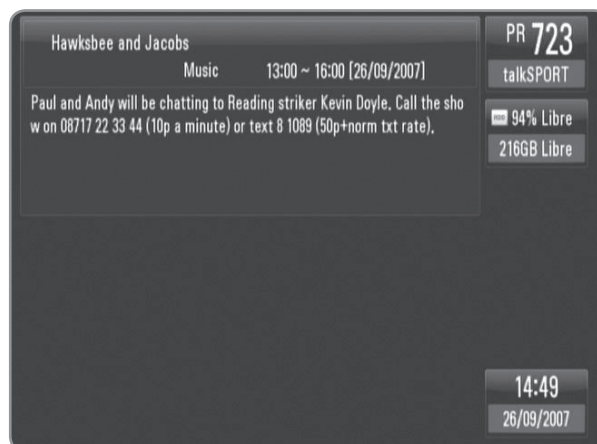 Hawksbee and Jacobs
Music 13:00 ~ 16:00 [26/09/2007]
Paul and Andy will be chatting to Reading striker Kevin Doyle. Call the sho
w on 08717 22 33 44 (10p a minute) or text 8 1089 (50p+norm txt rate).
PR 723
talkSPORT
HDD 94% Libre
216GB Libre
14:49
26/09/2007